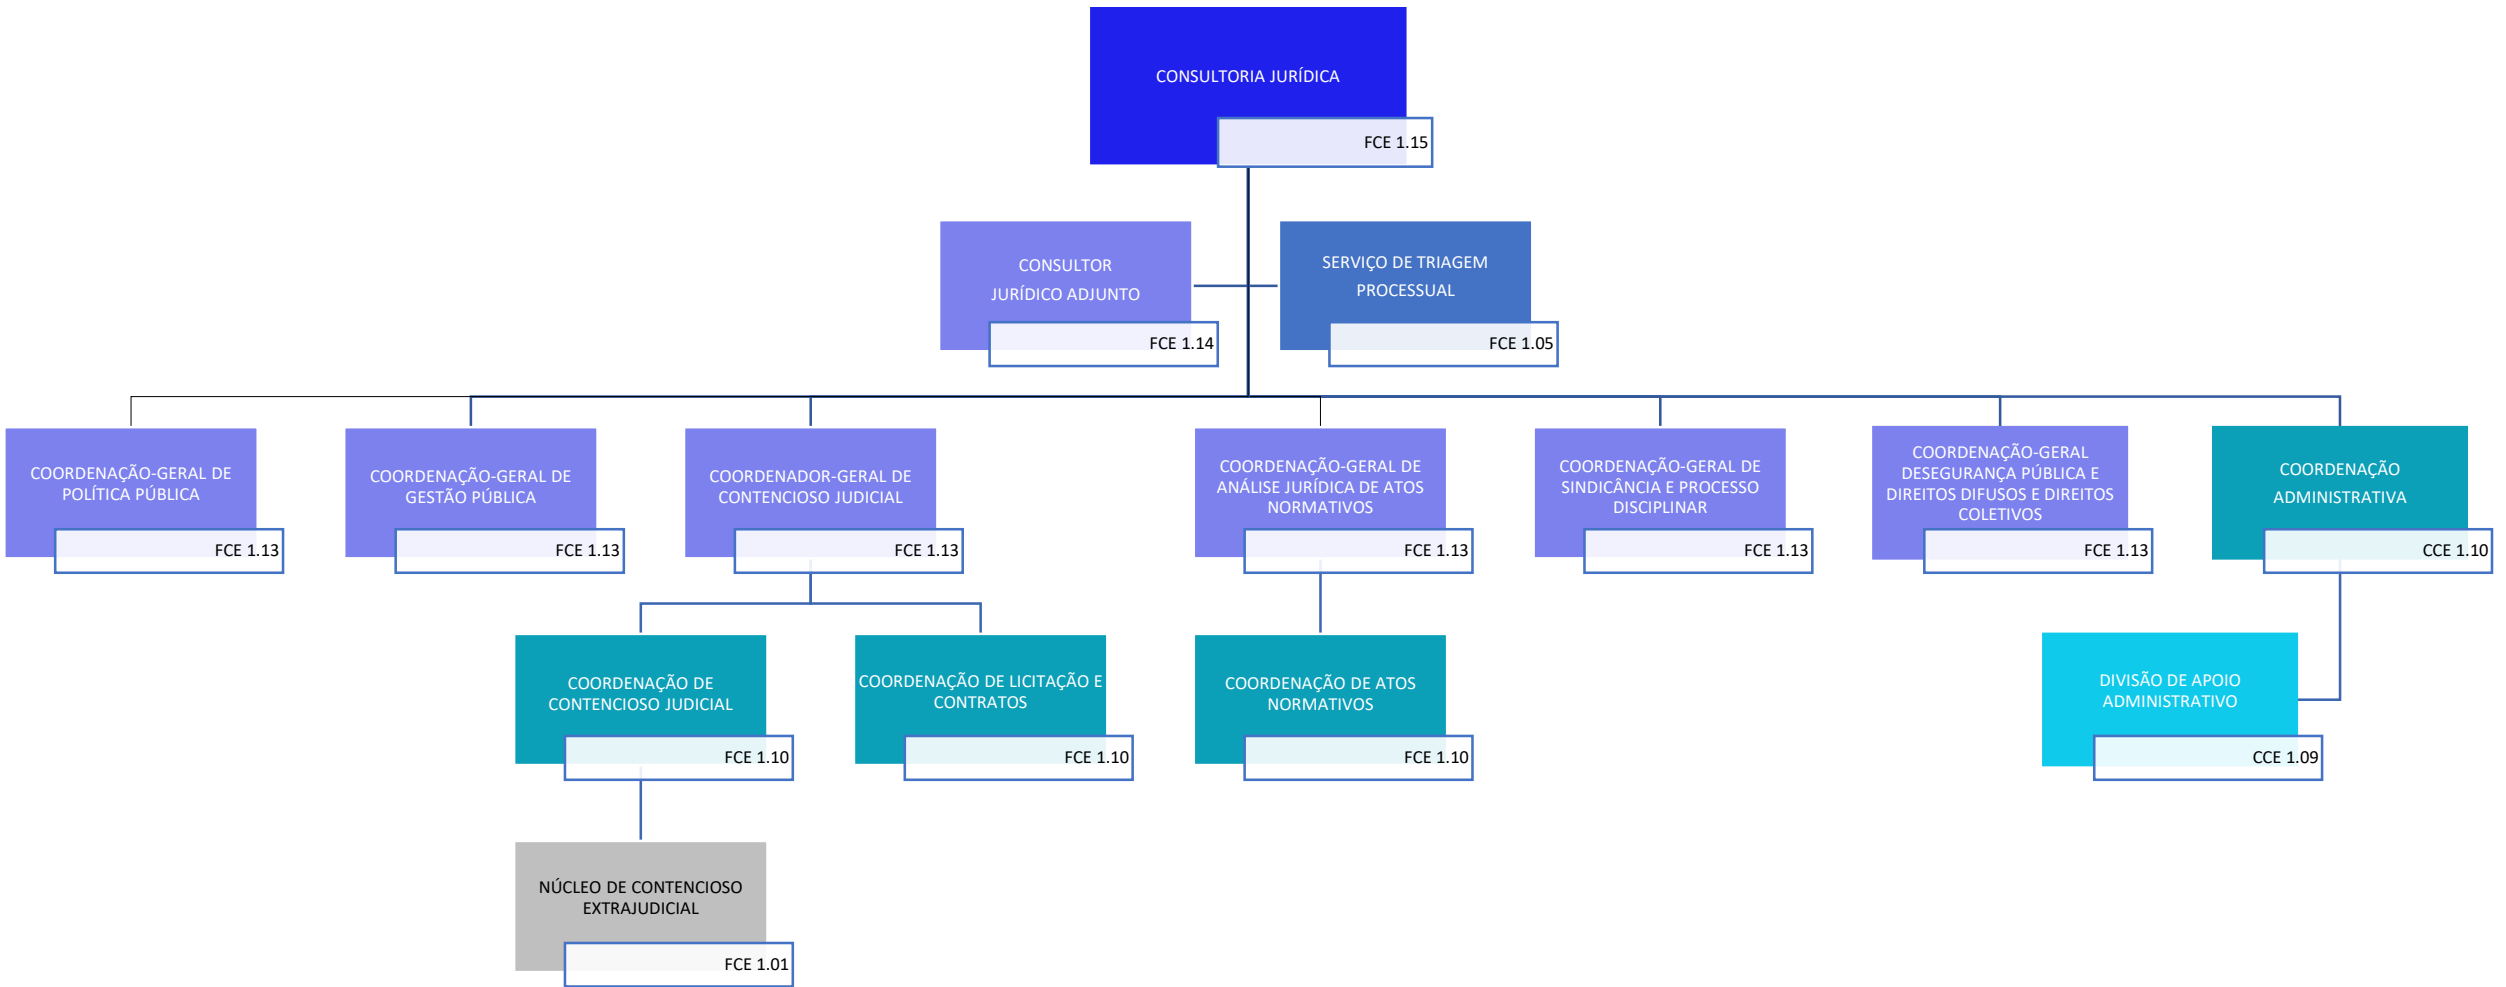 CONSULTORIA JURÍDICA
FCE 1.15
CONSULTOR
JURÍDICO ADJUNTO
FCE 1.14
SERVIÇO DE TRIAGEM
PROCESSUAL
FCE 1.05
COORDENAÇÃO-GERAL DE
POLÍTICA PÚBLICA
FCE 1.13
COORDENAÇÃO-GERAL DE
GESTÃO PÚBLICA
FCE 1.13
COORDENADOR-GERAL DE
CONTENCIOSO JUDICIAL
FCE 1.13
COORDENAÇÃO-GERAL DE
ANÁLISE JURÍDICA DE ATOS
NORMATIVOS
FCE 1.13
COORDENAÇÃO-GERAL DE
SINDICÂNCIA E PROCESSO
DISCIPLINAR
FCE 1.13
COORDENAÇÃO-GERAL
DESEGURANÇA PÚBLICA E
DIREITOS DIFUSOS E DIREITOS
COLETIVOS
FCE 1.13
COORDENAÇÃO
ADMINISTRATIVA
CCE 1.10
COORDENAÇÃO DE
CONTENCIOSO JUDICIAL
FCE 1.10
COORDENAÇÃO DE LICITAÇÃO E
CONTRATOS
FCE 1.10
COORDENAÇÃO DE ATOS
NORMATIVOS
FCE 1.10
DIVISÃO DE APOIO
ADMINISTRATIVO
CCE 1.09
NÚCLEO DE CONTENCIOSO
EXTRAJUDICIAL
FCE 1.01